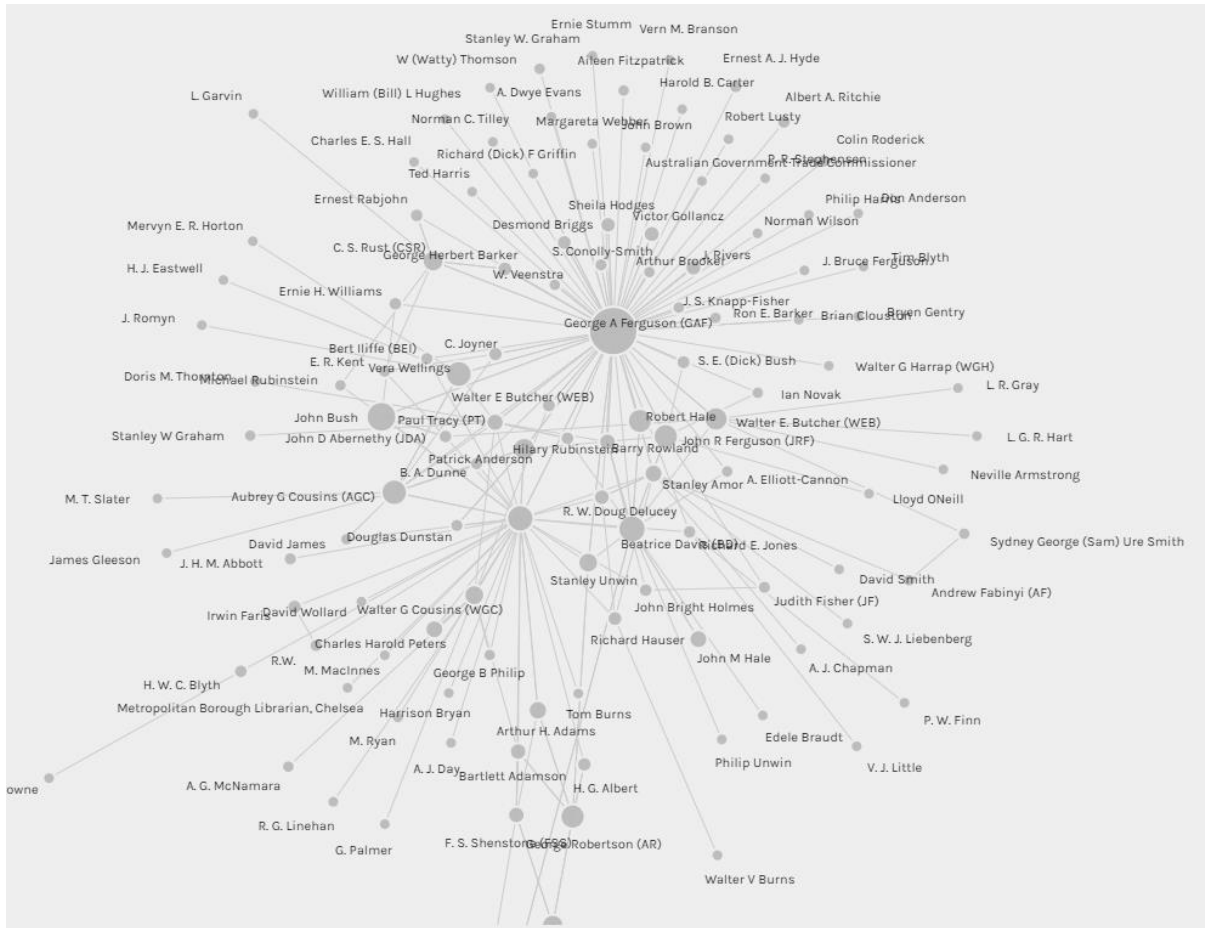 Ernie Stumm
Vern M. Branson
Stanley W. Graham
W (Watty) Thomson
Aileen Fitzpatrick
Ernest A. J. Hyde
L. Garvin
William (Bill) L Hughes
A. Dwye Evans
Harold B. Carter
Albert A. Ritchie
Norman C. Tilley
Margareta Webber
John Brown
Robert Lusty
Charles E. S. Hall
Richard (Dick) F Griffin
Colin Roderick
Australian Government Trade Commissioner
P. R. Stephensen
Ted Harris
Ernest Rabjohn
Sheila Hodges
Philip Harris
Don Anderson
Mervyn E. R. Horton
Desmond Briggs
Victor Gollancz
Norman Wilson
C. S. Rust (CSR)
George Herbert Barker
S. Conolly-Smith
Arthur Brooker
J. Rivers
J. Bruce Ferguson
Tim Blyth
H. J. Eastwell
W. Veenstra
Ernie H. Williams
J. S. Knapp-Fisher
J. Romyn
George A Ferguson (GAF)
Ron E. Barker
Brian Clouston
Bryen Gentry
Bert Iliffe (BEI)
C. Joyner
E. R. Kent
Vera Wellings
S. E. (Dick) Bush
Walter G Harrap (WGH)
Doris M. Thornton
Michael Rubinstein
L. R. Gray
Walter E Butcher (WEB)
Ian Novak
John Bush
Paul Tracy (PT)
Robert Hale
Walter E. Butcher (WEB)
Stanley W Graham
John D Abernethy (JDA)
Hilary Rubinstein
Barry Rowland
John R Ferguson (JRF)
L. G. R. Hart
Patrick Anderson
B. A. Dunne
Neville Armstrong
M. T. Slater
Aubrey G Cousins (AGC)
Stanley Amor
A. Elliott-Cannon
Lloyd ONeill
R. W. Doug Delucey
James Gleeson
David James
Douglas Dunstan
Beatrice Davis (BD)
Richard E. Jones
Sydney George (Sam) Ure Smith
J. H. M. Abbott
Stanley Unwin
David Smith
Andrew Fabinyi (AF)
Irwin Faris
David Wollard
Walter G Cousins (WGC)
John Bright Holmes
Judith Fisher (JF)
Charles Harold Peters
Richard Hauser
S. W. J. Liebenberg
R.W.
M. MacInnes
George B Philip
John M Hale
A. J. Chapman
H. W. C. Blyth
Metropolitan Borough Librarian, Chelsea
Harrison Bryan
Tom Burns
P. W. Finn
M. Ryan
Arthur H. Adams
Edele Braudt
A. J. Day
Bartlett Adamson
Philip Unwin
V. J. Little
owne
A. G. McNamara
H. G. Albert
R. G. Linehan
G. Palmer
F. S. Shenstone (FSS)
George Robertson (AR)
Walter V Burns